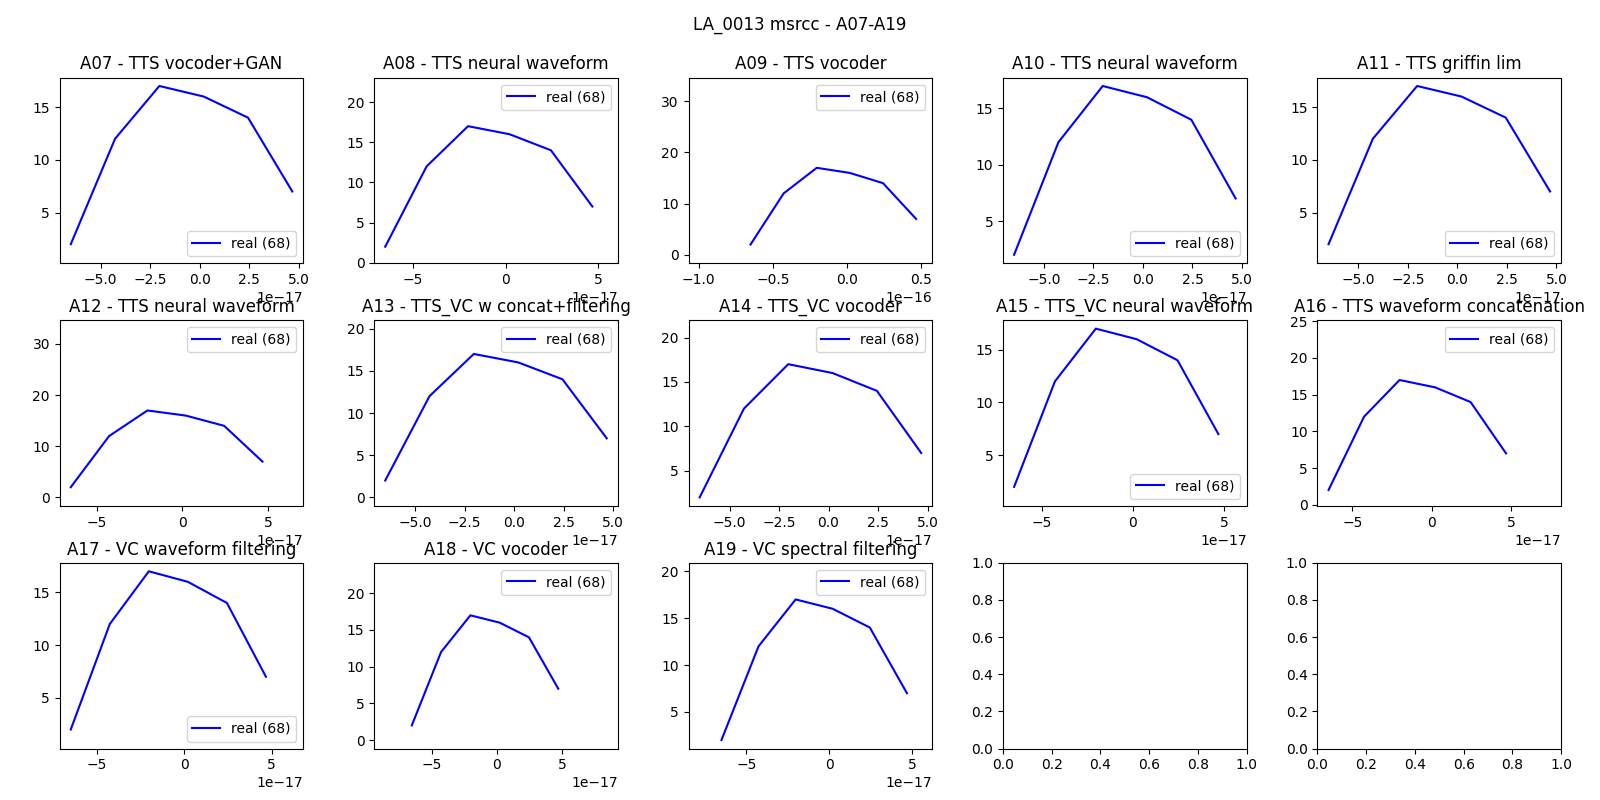 LA_0013 msrcc - A07-A19
A07 - TTS vocoder+GAN
15
10
5
real (68)
−5.0 −2.5 0.0 2.5 5.0
1e−17
A08 - TTS neural waveform
20
15
10
5
0
real (68)
−5 0 5
1e−17
A09 - TTS vocoder
30
20
10
0
real (68)
−1.0 −0.5 0.0 0.5
1e−16
A10 - TTS neural waveform
15
10
5
real (68)
−5.0 −2.5 0.0 2.5 5.0
1e−17
A11 - TTS griffin lim
15
10
5
real (68)
−5.0 −2.5 0.0 2.5 5.0
1e−17
A12 - TTS neural waveform
30
20
10
0
real (68)
−5 0 5
1e−17
A13 - TTS_VC w concat+filtering
20
15
10
5
0
real (68)
−5.0 −2.5 0.0 2.5 5.0
1e−17
A14 - TTS_VC vocoder
20
15
10
5
real (68)
−5.0 −2.5 0.0 2.5 5.0
1e−17
A15 - TTS_VC neural waveform
15
10
5
real (68)
−5 0 5
1e−17
A16 - TTS waveform concatenation
25
20
15
10
5
0
real (68)
−5 0 5
1e−17
A17 - VC waveform filtering
15
10
5
real (68)
−5 0 5
1e−17
A18 - VC vocoder
20
15
10
5
0
real (68)
−5 0 5
1e−17
A19 - VC spectral filtering
20
15
10
5
real (68)
−5 0 5
1e−17
1.0
0.8
0.6
0.4
0.2
0.0
0.0 0.2 0.4 0.6 0.8 1.0
1.0
0.8
0.6
0.4
0.2
0.0
0.0 0.2 0.4 0.6 0.8 1.0